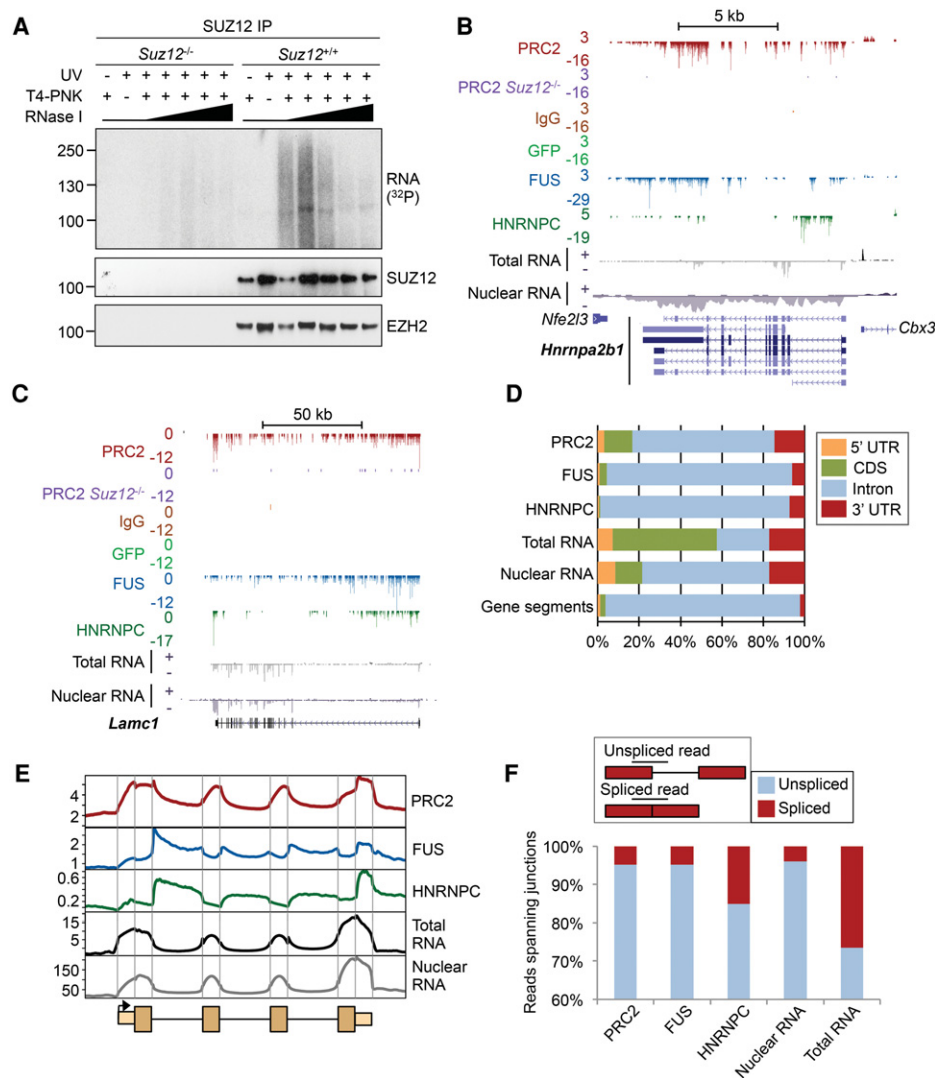 A
SUZ12 IP
Suz12-/- Suz12+/+
UV - + + + + + + - + + + + + +
T4-PNK + - + + + + + + - + + + + +
RNase I
250
130
100
RNA
(32P)
100
SUZ12
100
EZH2
B
5 kb
PRC2 3 -16
PRC2 Suz12-/- 3 -16
IgG 3 -16
GFP 3 -16
FUS 3 -29
HNRNPC 5 -19
Total RNA + -
Nuclear RNA + -
Nfe2l3
Cbx3
Hnrnpa2b1
C
50 kb
PRC2 0 -12
PRC2 Suz12-/- 0 -12
IgG 0 -12
GFP 0 -12
FUS 0 -12
HNRNPC 0 -17
Total RNA + -
Nuclear RNA + -
Lamc1
D
PRC2
FUS
HNRNPC
Total RNA
Nuclear RNA
Gene segments
0% 20% 40% 60% 80% 100%
5' UTR
CDS
Intron
3' UTR
E
4
2
PRC2
2
1
FUS
0.6
0.2
HNRNPC
15
5
Total
RNA
150
50
Nuclear
RNA
F
Unspliced read
Spliced read
Unspliced
Spliced
Reads spanning junctions
100%
90%
80%
70%
60%
PRC2
FUS
HNRNPC
Nuclear RNA
Total RNA